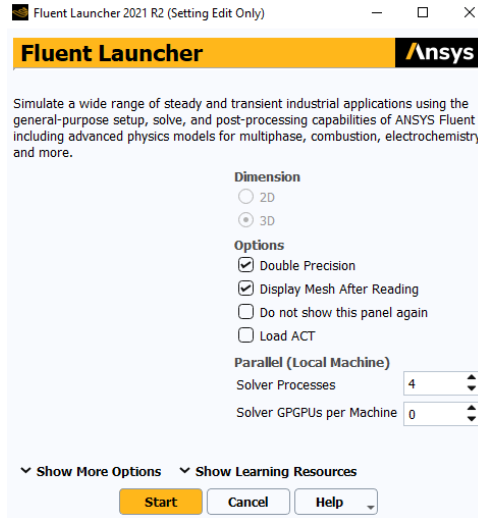 Fluent Launcher 2021 R2 (Setting Edit Only)
Fluent Launcher
Ansys
Simulate a wide range of steady and transient industrial applications using the
general-purpose setup, solve, and post-processing capabilities of ANSYS Fluent
including advanced physics models for multiphase, combustion, electrochemistry
and more.
Dimension
2D
3D
Options
Double Precision
Display Mesh After Reading
Do not show this panel again
Load ACT
Parallel (Local Machine)
Solver Processes 4
Solver GPGPUs per Machine 0
Show More Options Show Learning Resources
Start Cancel Help